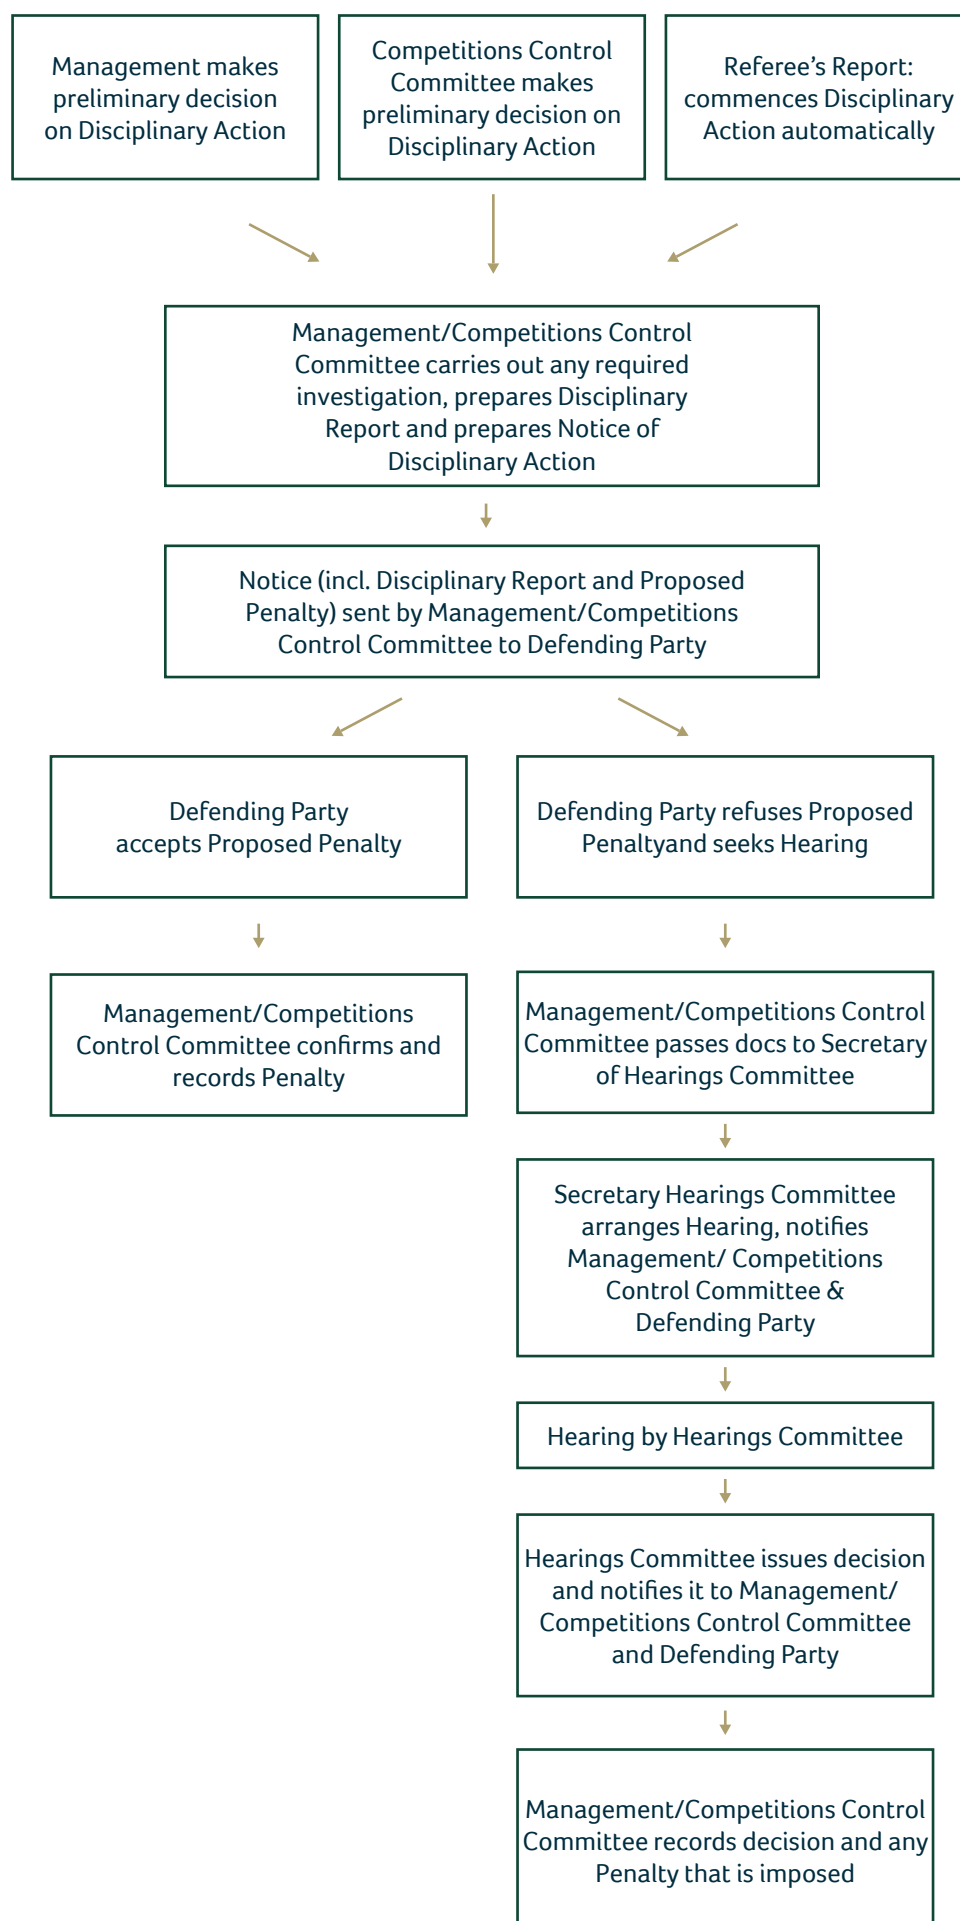 Management makes
preliminary decision
on Disciplinary Action
Competitions Control
Committee makes
preliminary decision on
Disciplinary Action
Referee’s Report:
commences Disciplinary
Action automatically
Management/Competitions Control
Committee carries out any required
investigation, prepares Disciplinary
Report and prepares Notice of
Disciplinary Action
Notice (incl. Disciplinary Report and Proposed
Penalty) sent by Management/Competitions
Control Committee to Defending Party
Defending Party
accepts Proposed Penalty
Defending Party refuses Proposed
Penaltyand seeks Hearing
Management/Competitions
Control Committee confirms and
records Penalty
Management/Competitions Control
Committee passes docs to Secretary
of Hearings Committee
Secretary Hearings Committee
arranges Hearing, notifies
Management/ Competitions
Control Committee &
Defending Party
Hearing by Hearings Committee
Hearings Committee issues decision
and notifies it to Management/
Competitions Control Committee
and Defending Party
Management/Competitions Control
Committee records decision and any
Penalty that is imposed